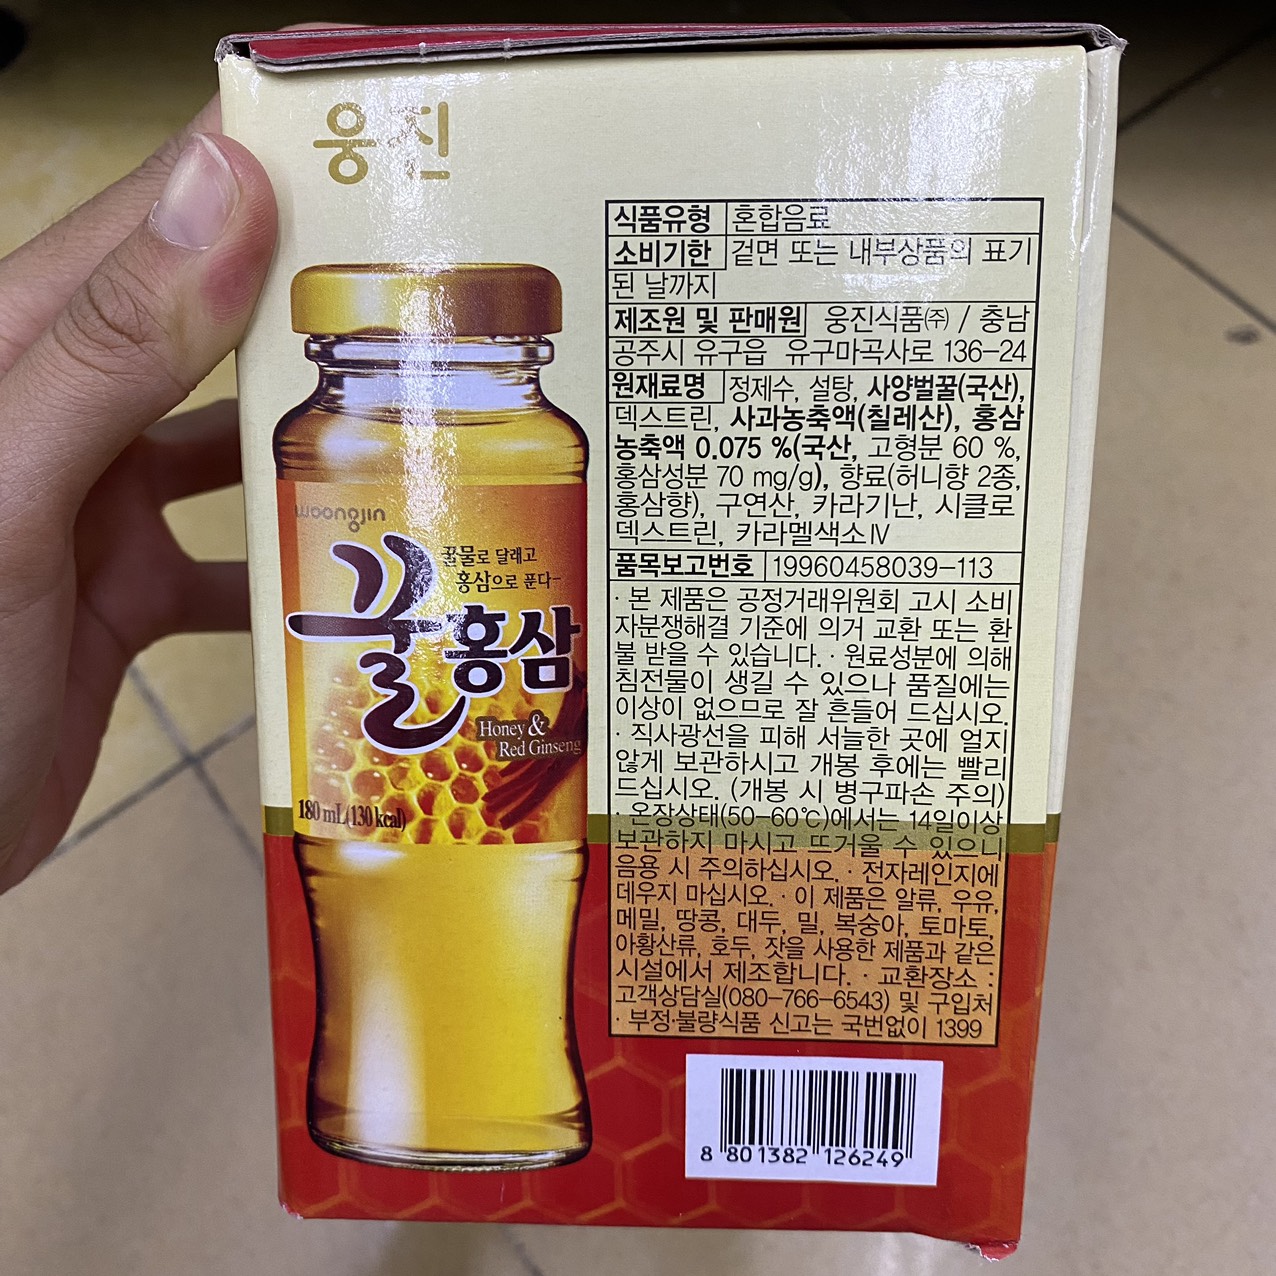 웅진
woongjin
꿀물로 달래고
홍삼으로 푼다~
꿀홍삼
Honey &
Red Ginseng
180 mL(130 kcal)
식품유형 혼합음료
소비기한 겉면 또는 내부상품의 표기
된 날까지
제조원 및 판매원 웅진식품㈜ / 충남
공주시 유구읍 유구마곡사로 136-24
원재료명 정제수, 설탕, 사양벌꿀(국산),
덱스트린, 사과농축액(칠레산), 홍삼
농축액 0.075 %(국산, 고형분 60 %,
홍삼성분 70 mg/g), 향료(허니향 2종,
홍삼향), 구연산, 카라기난, 시클로
덱스트린, 카라멜색소Ⅳ
품목보고번호 19960458039-113
· 본 제품은 공정거래위원회 고시 소비
자분쟁해결 기준에 의거 교환 또는 환
불 받을 수 있습니다. · 원료성분에 의해
침전물이 생길 수 있으나 품질에는
이상이 없으므로 잘 흔들어 드십시오.
· 직사광선을 피해 서늘한 곳에 얼지
않게 보관하시고 개봉 후에는 빨리
드십시오. (개봉 시 병구파손 주의)
· 온장상태(50-60℃)에서는 14일이상
보관하지 마시고 뜨거울 수 있으니
음용 시 주의하십시오. · 전자레인지에
데우지 마십시오. · 이 제품은 알류, 우유,
메밀, 땅콩, 대두, 밀, 복숭아, 토마토,
아황산류, 호두, 잣을 사용한 제품과 같은
시설에서 제조합니다. · 교환장소 :
고객상담실(080-766-6543) 및 구입처
· 부정·불량식품 신고는 국번없이 1399
8 801382 126249